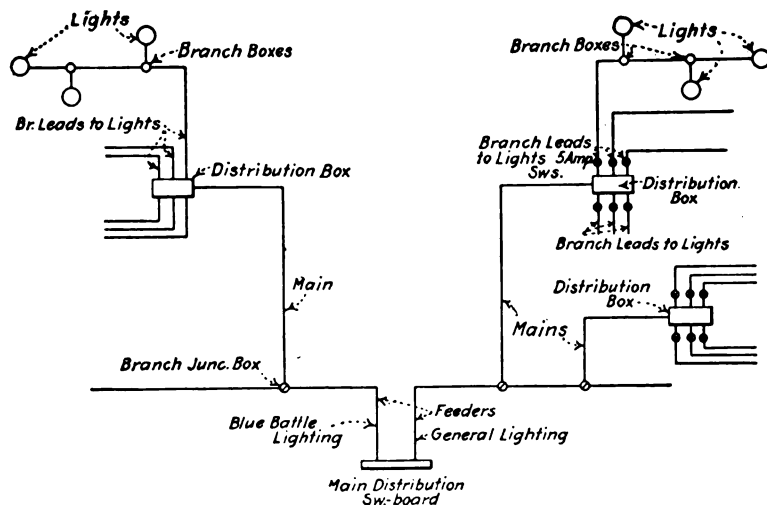 Lights
Branch Boxes
Br. Leads to Lights
Distribution Box
Main
Branch Junc. Box
Blue Battle
Lighting
Feeders
General Lighting
Main Distribution
Sw.-board
Lights
Branch Boxes
Branch Leads
to Lights 5Amp.
Sws.
Distribution.
Box
Branch Leads to Lights
Distribution
Box
Mains